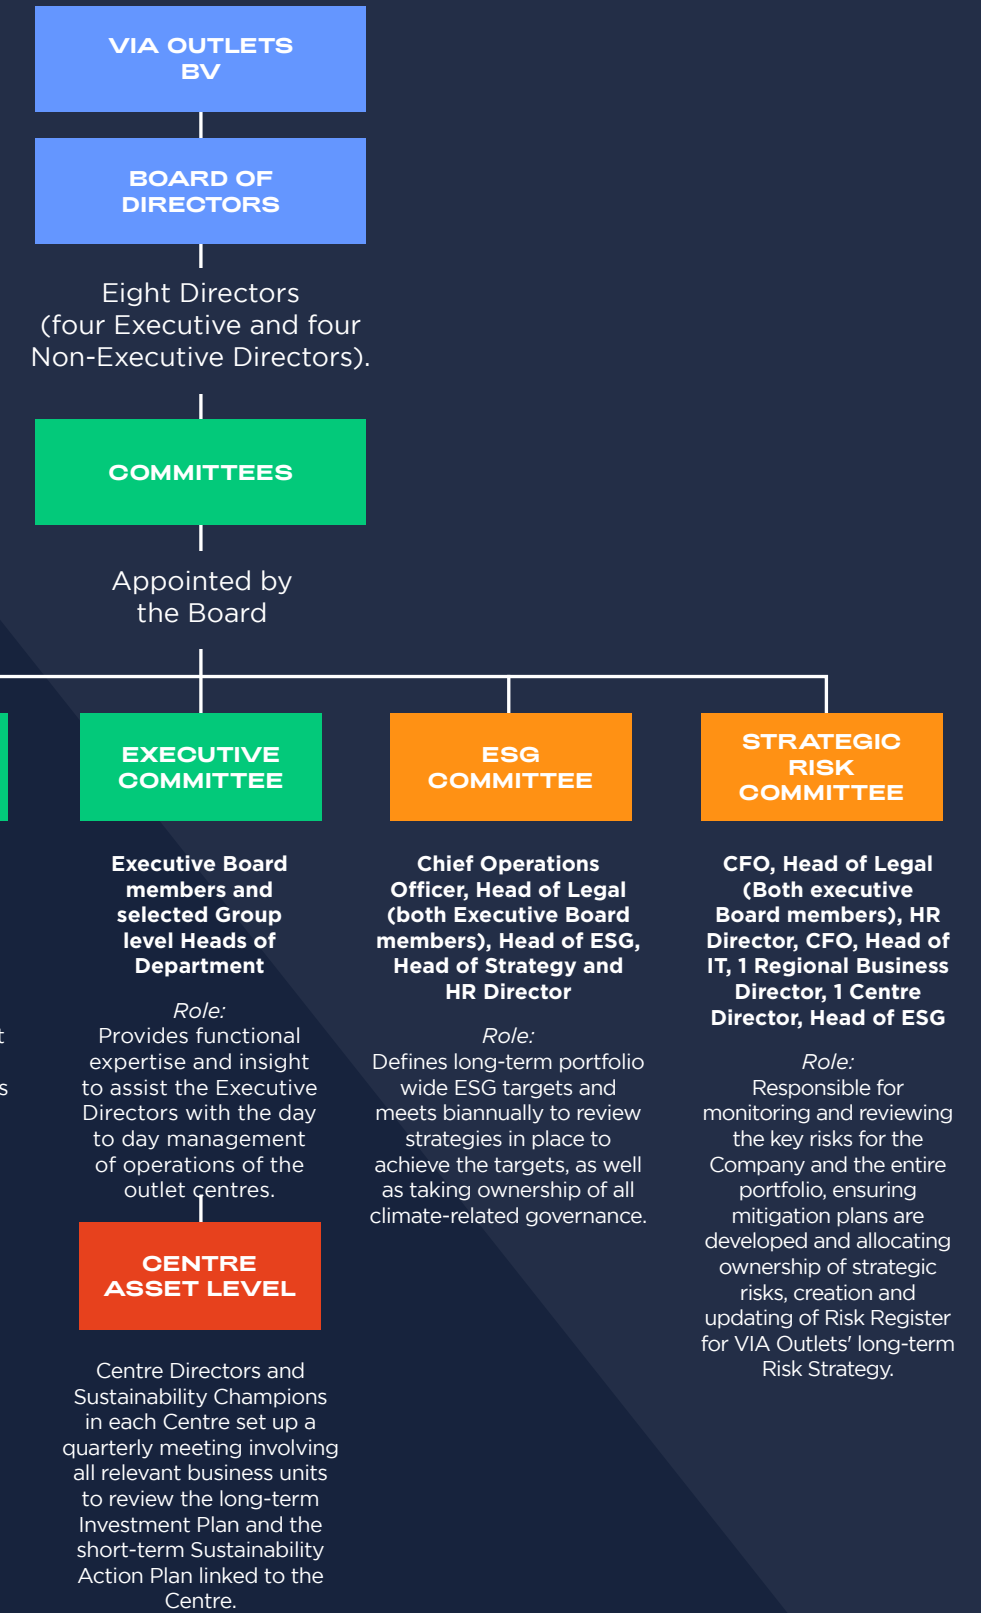 VIA OUTLETS
BV
BOARD OF
DIRECTORS
Eight Directors
(four Executive and four
Non-Executive Directors).
COMMITTEES
Appointed by
the Board
EXECUTIVE
COMMITTEE
Executive Board
members and
selected Group
level Heads of
Department
Role:
Provides functional
expertise and insight
to assist the Executive
Directors with the day
to day management
of operations of the
outlet centres.
CENTRE
ASSET LEVEL
Centre Directors and
Sustainability Champions
in each Centre set up a
quarterly meeting involving
all relevant business units
to review the long-term
Investment Plan and the
short-term Sustainability
Action Plan linked to the
Centre.
ESG
COMMITTEE
Chief Operations
Officer, Head of Legal
(both Executive Board
members), Head of ESG,
Head of Strategy and
HR Director
Role:
Defines long-term portfolio
wide ESG targets and
meets biannually to review
strategies in place to
achieve the targets, as well
as taking ownership of all
climate-related governance.
STRATEGIC
RISK
COMMITTEE
CFO, Head of Legal
(Both executive
Board members), HR
Director, CFO, Head of
IT, 1 Regional Business
Director, 1 Centre
Director, Head of ESG
Role:
Responsible for
monitoring and reviewing
the key risks for the
Company and the entire
portfolio, ensuring
mitigation plans are
developed and allocating
ownership of strategic
risks, creation and
updating of Risk Register
for VIA Outlets' long-term
Risk Strategy.